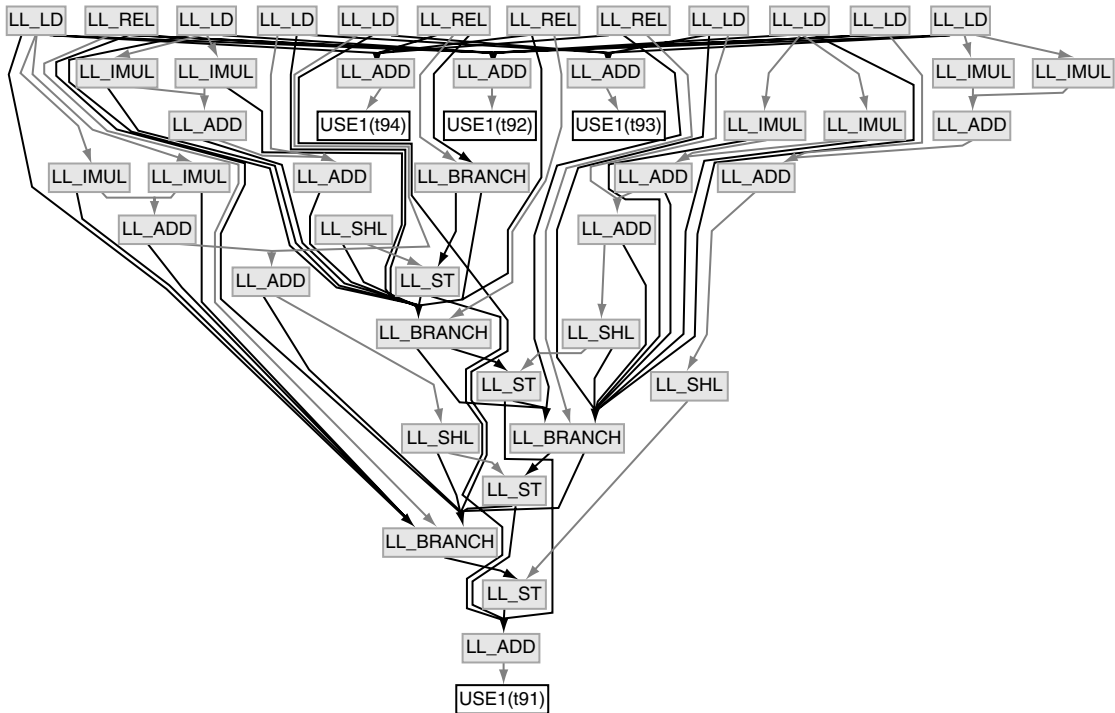 LL_LD LL_REL LL_LD LL_LD LL_LD LL_REL LL_REL LL_REL LL_LD LL_LD LL_LD LL_LD
LL_IMUL LL_IMUL LL_ADD LL_ADD LL_ADD LL_IMUL LL_IMUL
LL_ADD USE1(t94) USE1(t92) USE1(t93) LL_IMUL LL_IMUL LL_ADD
LL_IMUL LL_IMUL LL_ADD LL_BRANCH LL_ADD LL_ADD
LL_ADD LL_SHL LL_ADD
LL_ADD LL_ST
LL_BRANCH LL_SHL
LL_ST LL_SHL
LL_SHL LL_BRANCH
LL_ST
LL_BRANCH
LL_ST
LL_ADD
USE1(t91)